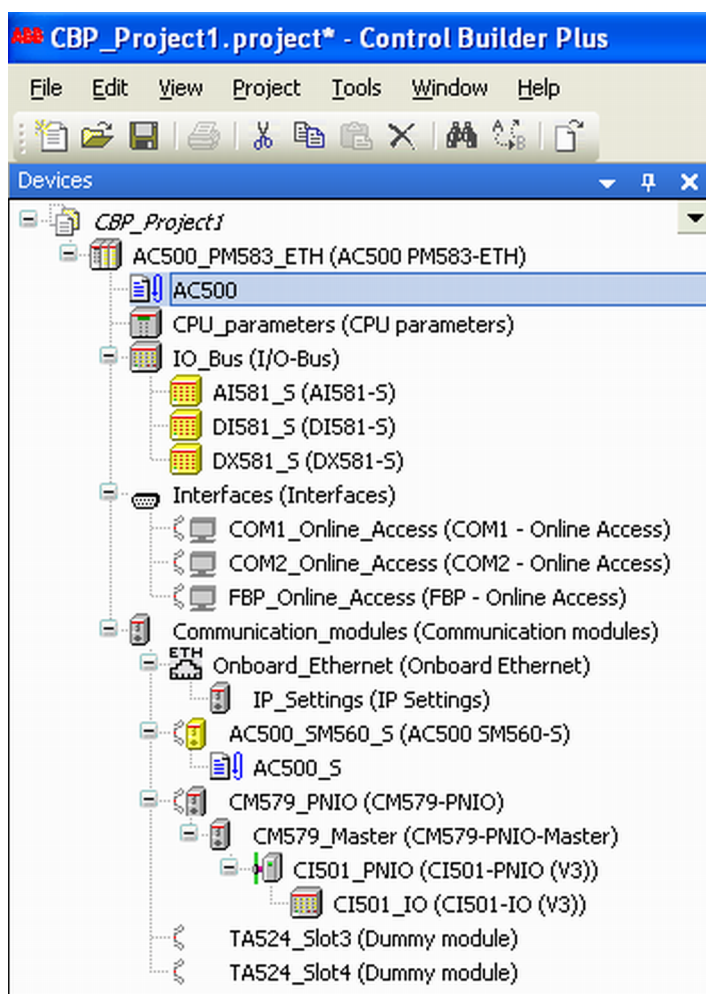 ABB CBP_Project1.project* - Control Builder Plus
File Edit View Project Tools Window Help
A B
Devices
CBP_Project1
AC500_PM583_ETH (AC500 PM583-ETH)
AC500
CPU_parameters (CPU parameters)
IO_Bus (I/O-Bus)
AI581_S (AI581-S)
DI581_S (DI581-S)
DX581_S (DX581-S)
Interfaces (Interfaces)
COM1_Online_Access (COM1 - Online Access)
COM2_Online_Access (COM2 - Online Access)
FBP_Online_Access (FBP - Online Access)
Communication_modules (Communication modules)
ETH Onboard_Ethernet (Onboard Ethernet)
IP_Settings (IP Settings)
AC500_SM560_S (AC500 SM560-S)
AC500_S
CM579_PNIO (CM579-PNIO)
CM579_Master (CM579-PNIO-Master)
CI501_PNIO (CI501-PNIO (V3))
CI501_IO (CI501-IO (V3))
TA524_Slot3 (Dummy module)
TA524_Slot4 (Dummy module)